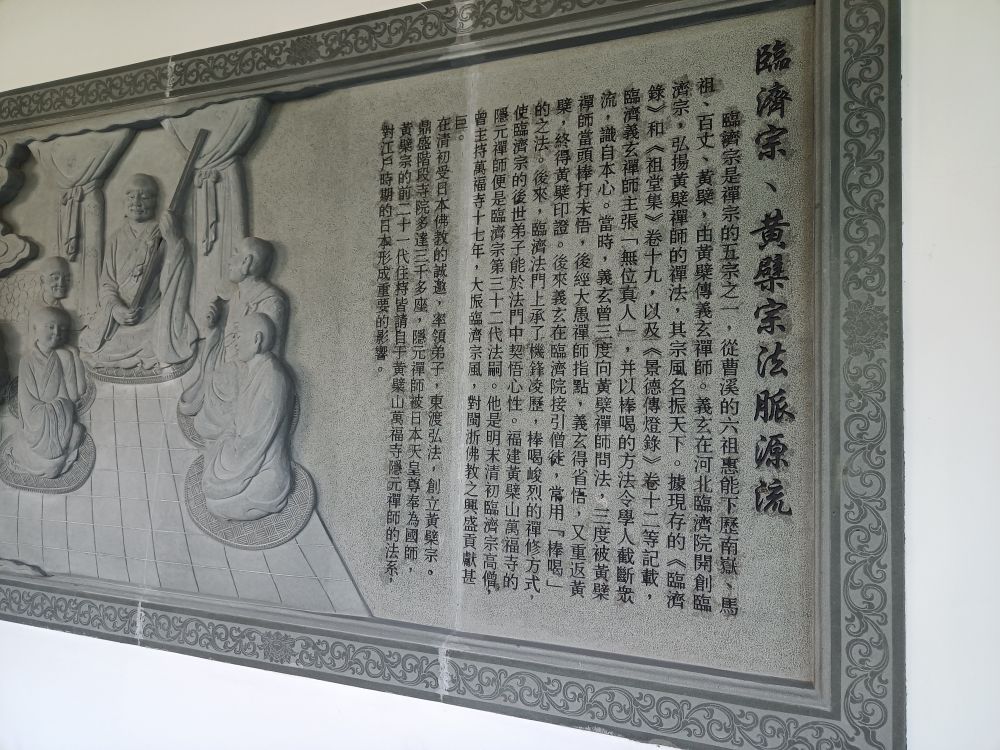 臨濟宗、黃檗宗法脈源流
臨濟宗是禪宗的五宗之一，從曹溪的六祖惠能下歷南嶽、馬
祖、百丈、黃檗，由黃檗傳義玄禪師。義玄在河北臨濟院開創臨
濟宗，弘揚黃檗禪師的禪法，其宗風名振天下。據現存的《臨濟
錄》和《祖堂集》卷十九，以及《景德傳燈錄》卷十二等記載，
臨濟義玄禪師主張「無位真人」，并以棒喝的方法令學人截斷眾
流，識自本心。當時，義玄曾三度向黃檗禪師問法，三度被黃檗
禪師當頭棒打未悟，後經大愚禪師指點，義玄得省悟，又重返黃
檗，終得黃檗印證。後來義玄在臨濟院接引僧徒，常用「棒喝」
的之法。後來，臨濟法門上承了機鋒凌歷，棒喝峻烈的禪修方式，
使臨濟宗的後世弟子能於法門中契悟心性。福建黃檗山萬福寺的
隱元禪師便是臨濟宗第三十二代法嗣。他是明末清初臨濟宗高僧，
曾主持萬福寺十七年，大振臨濟宗風，對閩浙佛教之興盛貢獻甚
巨。
在清初受日本佛教的誠邀，率領弟子，東渡弘法，創立黃檗宗。
鼎盛階段寺院多達三千多座，隱元禪師被日本天皇尊奉為國師，
黃檗宗的前二十一代住持皆請自于黃檗山萬福寺隱元禪師的法系，
對江戶時期的日本形成重要的影響。